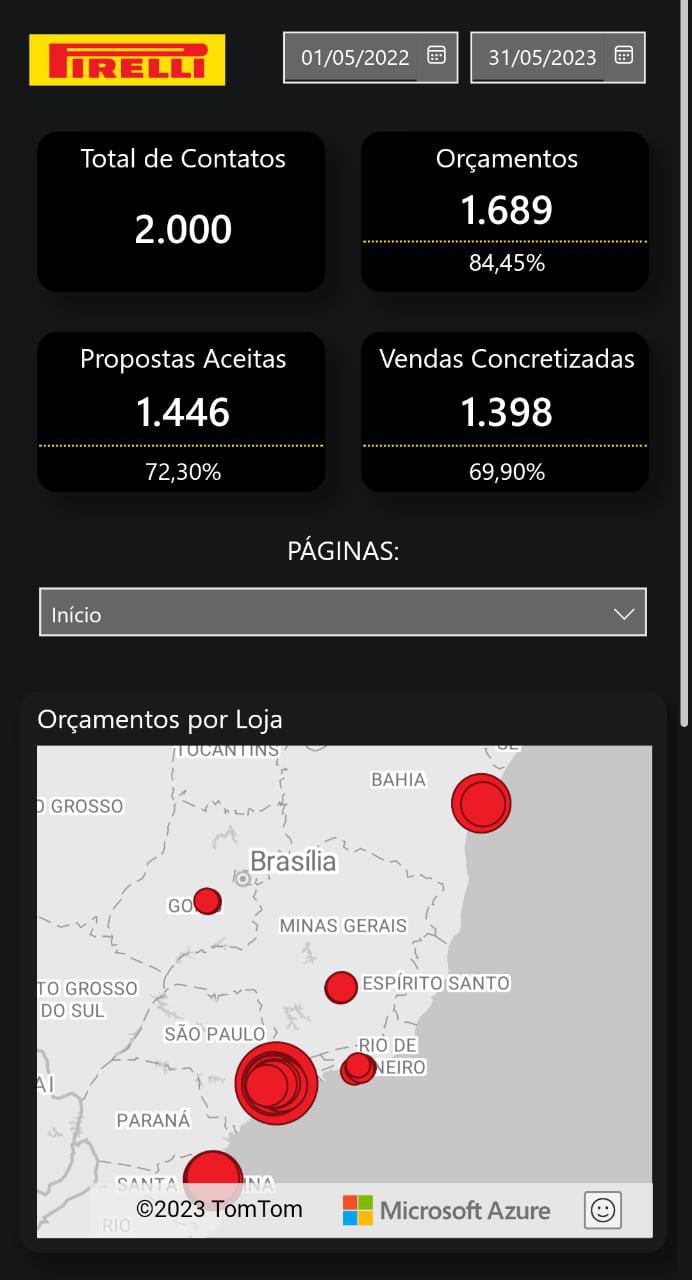 PIRELLI
01/05/2022
31/05/2023
Total de Contatos
2.000
Orçamentos
1.689
84,45%
Propostas Aceitas
1.446
72,30%
Vendas Concretizadas
1.398
69,90%
PÁGINAS:
Início
Orçamentos por Loja
TOCANTINS
SE
BAHIA
O GROSSO
Brasília
GO
MINAS GERAIS
TO GROSSO
DO SUL
ESPÍRITO SANTO
SÃO PAULO
RIO DE
NEIRO
AI
PARANÁ
SANTA
INA
RIO
©2023 TomTom
Microsoft Azure